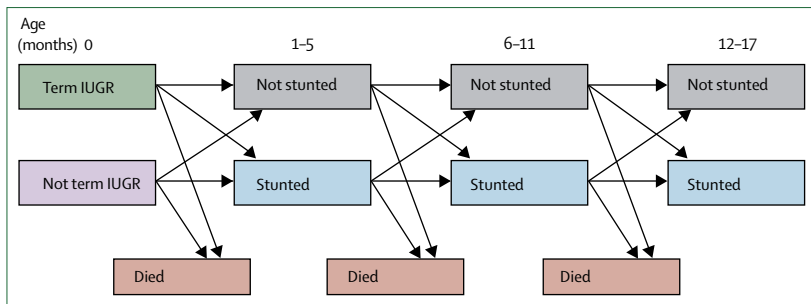 Age
(months) 0 1–5 6–11 12–17
Term IUGR Not stunted Not stunted Not stunted
Not term IUGR Stunted Stunted Stunted
Died Died Died